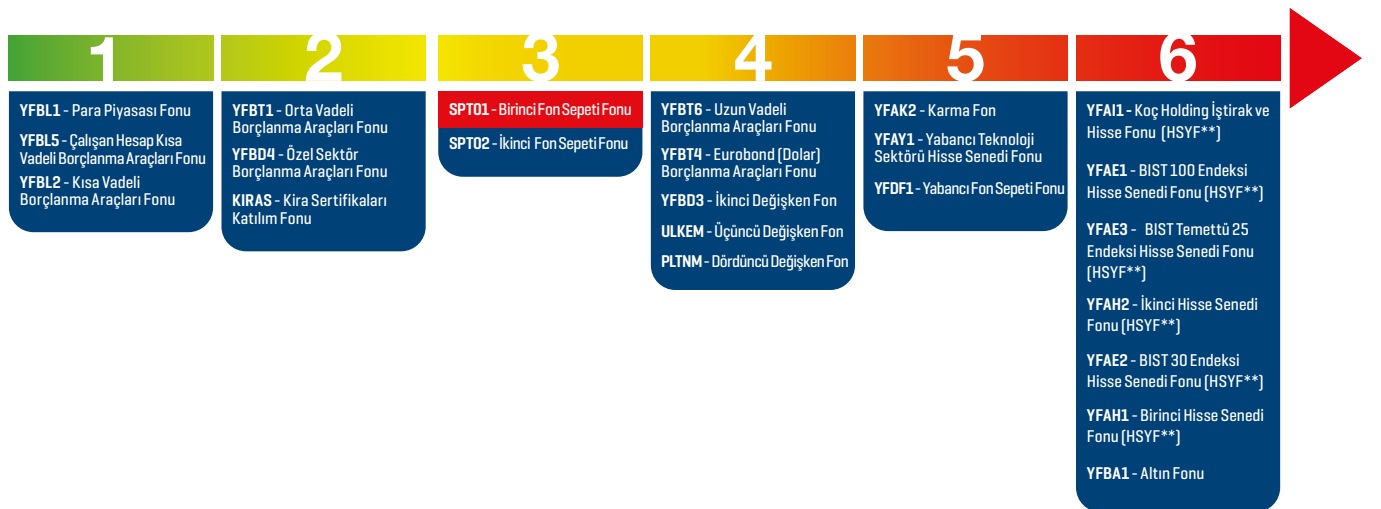 1
YFBL1 - Para Piyasası Fonu
YFBL5 - Çalışan Hesap Kısa
Vadeli Borçlanma Araçları Fonu
YFBL2 - Kısa Vadeli
Borçlanma Araçları Fonu
2
YFBT1 - Orta Vadeli
Borçlanma Araçları Fonu
YFBD4 - Özel Sektör
Borçlanma Araçları Fonu
KIRAS - Kira Sertifikaları
Katılım Fonu
3
SPT01 - Birinci Fon Sepeti Fonu
SPT02 - İkinci Fon Sepeti Fonu
4
YFBT6 - Uzun Vadeli
Borçlanma Araçları Fonu
YFBT4 - Eurobond (Dolar)
Borçlanma Araçları Fonu
YFBD3 - İkinci Değişken Fon
ULKEM - Üçüncü Değişken Fon
PLTNM - Dördüncü Değişken Fon
5
YFAK2 - Karma Fon
YFAY1 - Yabancı Teknoloji
Sektörü Hisse Senedi Fonu
YFDF1 - Yabancı Fon Sepeti Fonu
6
YFAI1 - Koç Holding İştirak ve
Hisse Fonu (HSYF**)
YFAE1 - BIST 100 Endeksi
Hisse Senedi Fonu (HSYF**)
YFAE3 - BIST Temettü 25
Endeksi Hisse Senedi Fonu
(HSYF**)
YFAH2 - İkinci Hisse Senedi
Fonu (HSYF**)
YFAE2 - BIST 30 Endeksi
Hisse Senedi Fonu (HSYF**)
YFAH1 - Birinci Hisse Senedi
Fonu (HSYF**)
YFBA1 - Altın Fonu